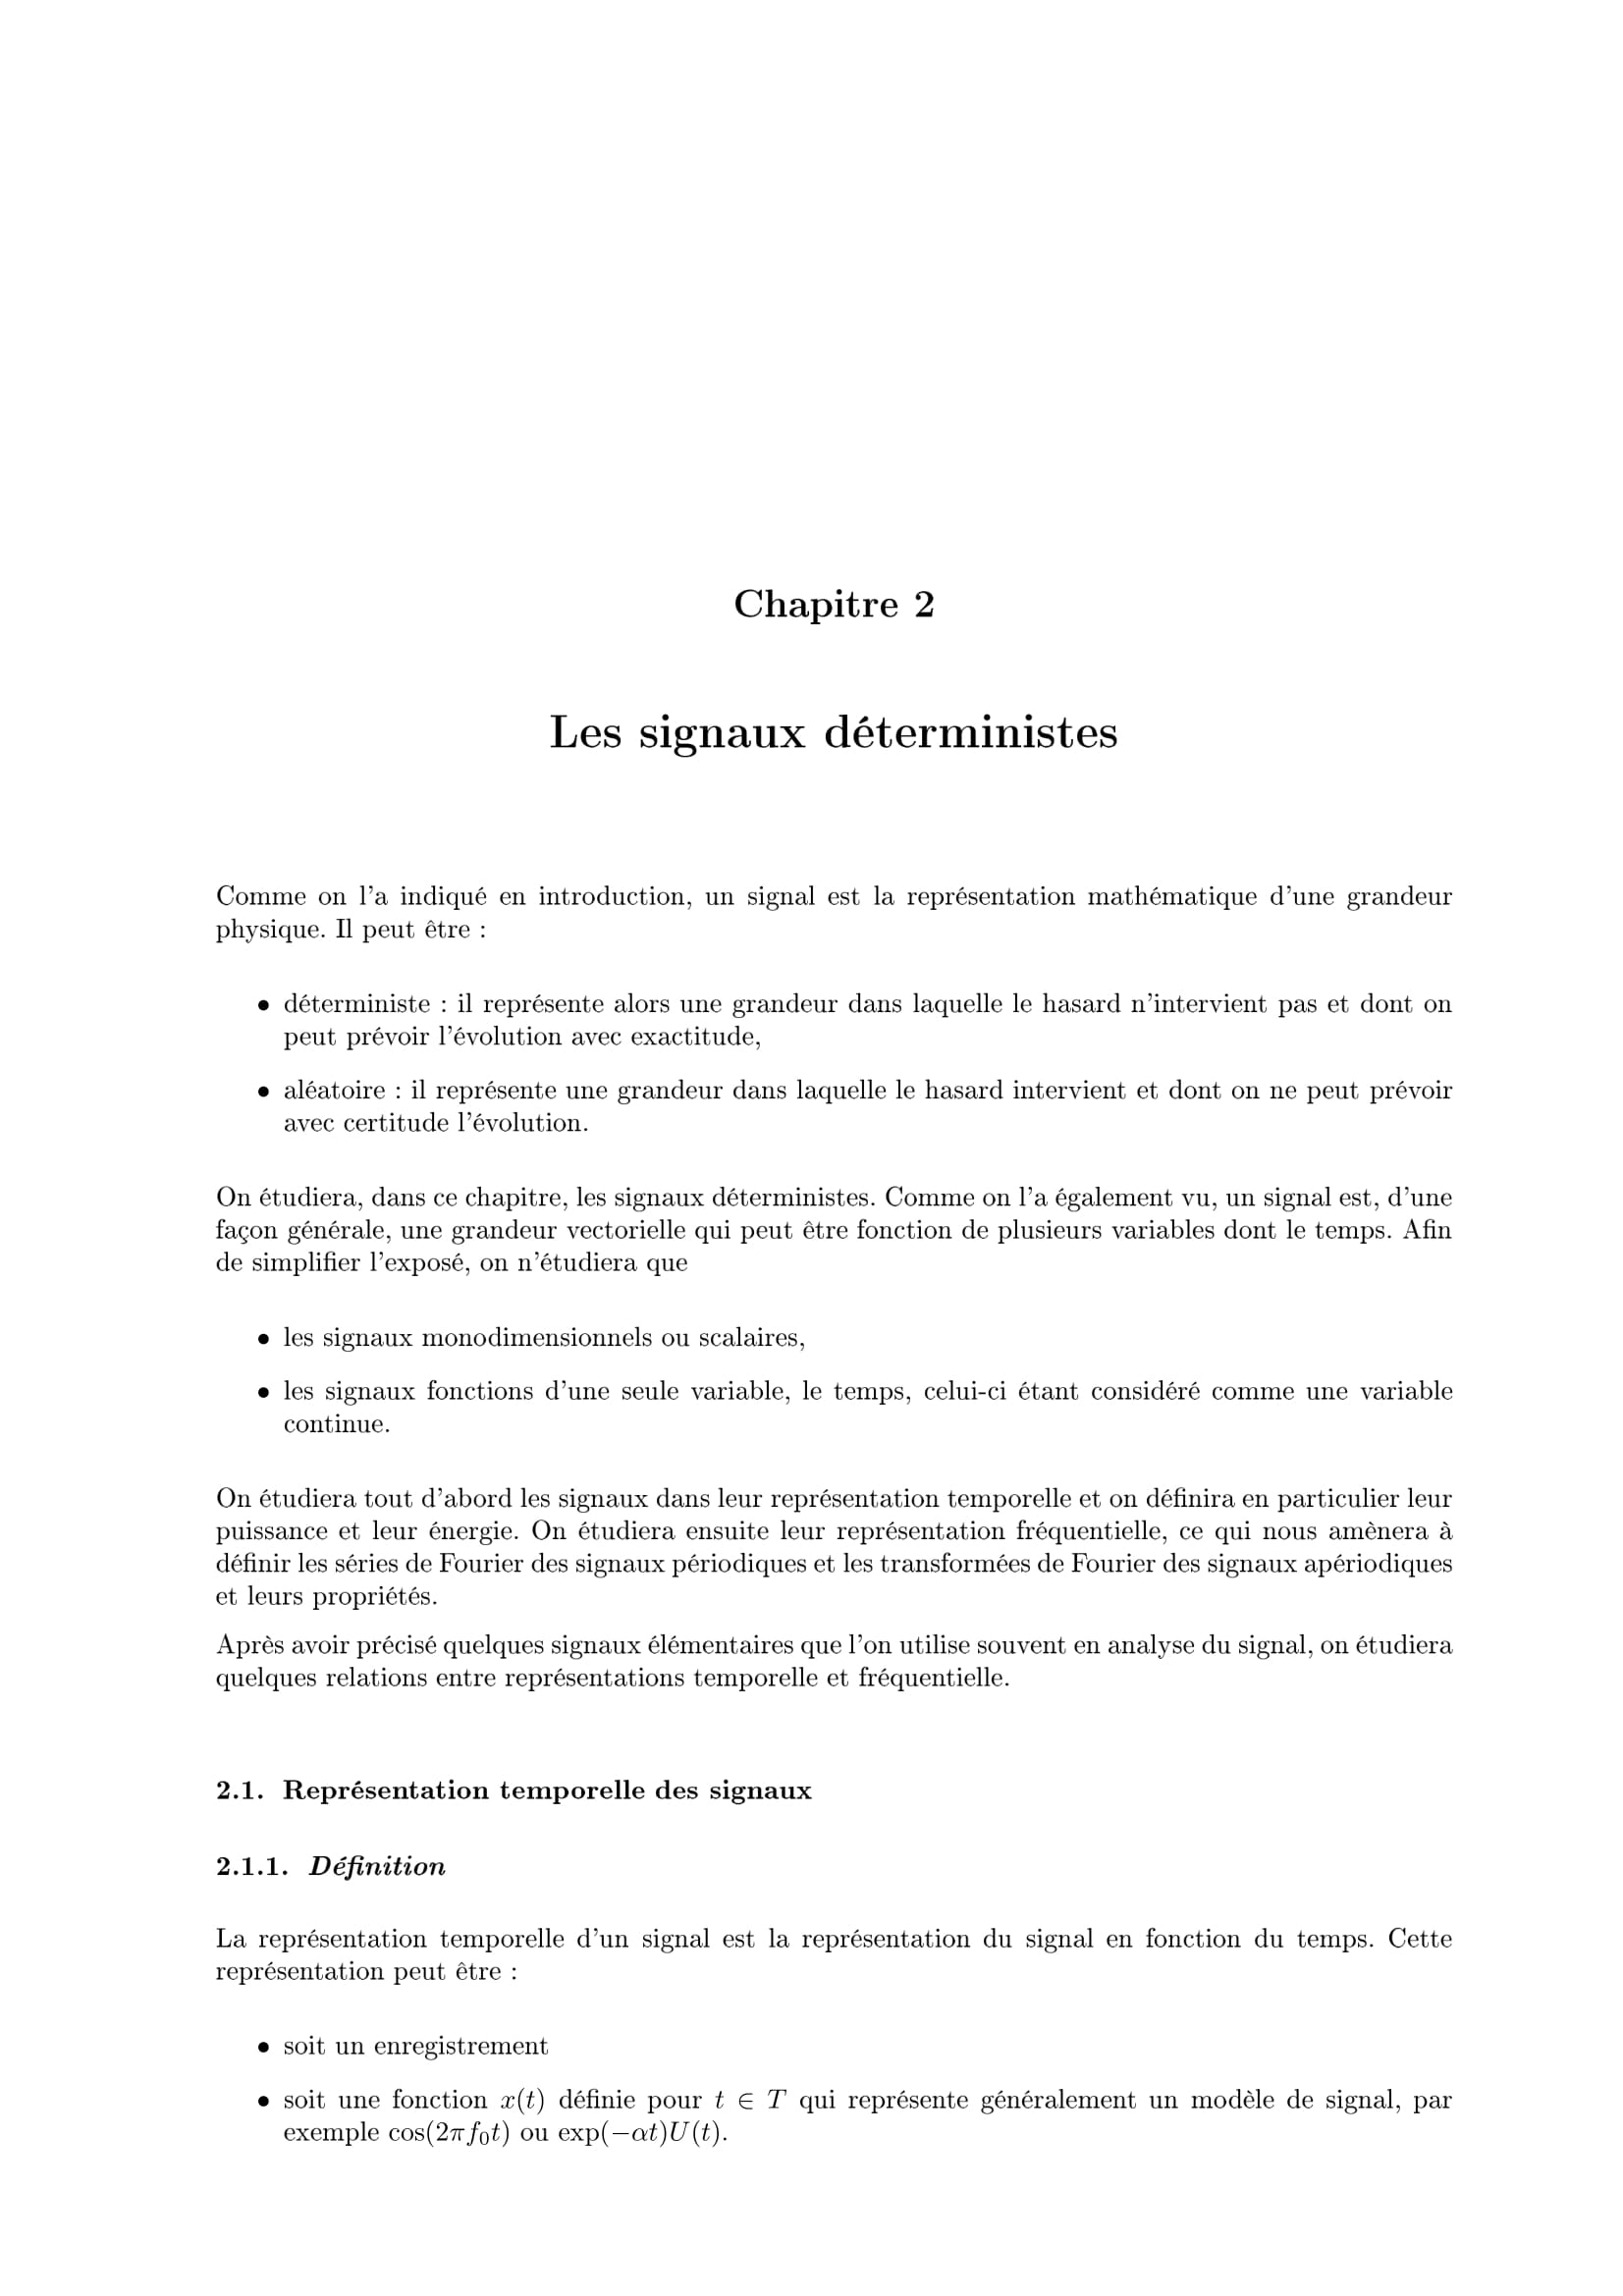 Chapitre 2
Les signaux déterministes
Comme on l'a indiqué en introduction, un signal est la représentation mathématique d'une grandeur
physique. Il peut être :
• déterministe : il représente alors une grandeur dans laquelle le hasard n'intervient pas et dont on
peut prévoir l'évolution avec exactitude,
• aléatoire : il représente une grandeur dans laquelle le hasard intervient et dont on ne peut prévoir
avec certitude l'évolution.
On étudiera, dans ce chapitre, les signaux déterministes. Comme on l'a également vu, un signal est, d'une
façon générale, une grandeur vectorielle qui peut être fonction de plusieurs variables dont le temps. Afin
de simplifier l'exposé, on n'étudiera que
• les signaux monodimensionnels ou scalaires,
• les signaux fonctions d'une seule variable, le temps, celui-ci étant considéré comme une variable
continue.
On étudiera tout d'abord les signaux dans leur représentation temporelle et on définira en particulier leur
puissance et leur énergie. On étudiera ensuite leur représentation fréquentielle, ce qui nous amènera à
définir les séries de Fourier des signaux périodiques et les transformées de Fourier des signaux apériodiques
et leurs propriétés.
Après avoir précisé quelques signaux élémentaires que l'on utilise souvent en analyse du signal, on étudiera
quelques relations entre représentations temporelle et fréquentielle.
2.1. Représentation temporelle des signaux
2.1.1. Définition
La représentation temporelle d'un signal est la représentation du signal en fonction du temps. Cette
représentation peut être :
• soit un enregistrement
• soit une fonction x(t) définie pour t ∈ T qui représente généralement un modèle de signal, par
exemple cos(2πf₀t) ou exp(−αt)U(t).